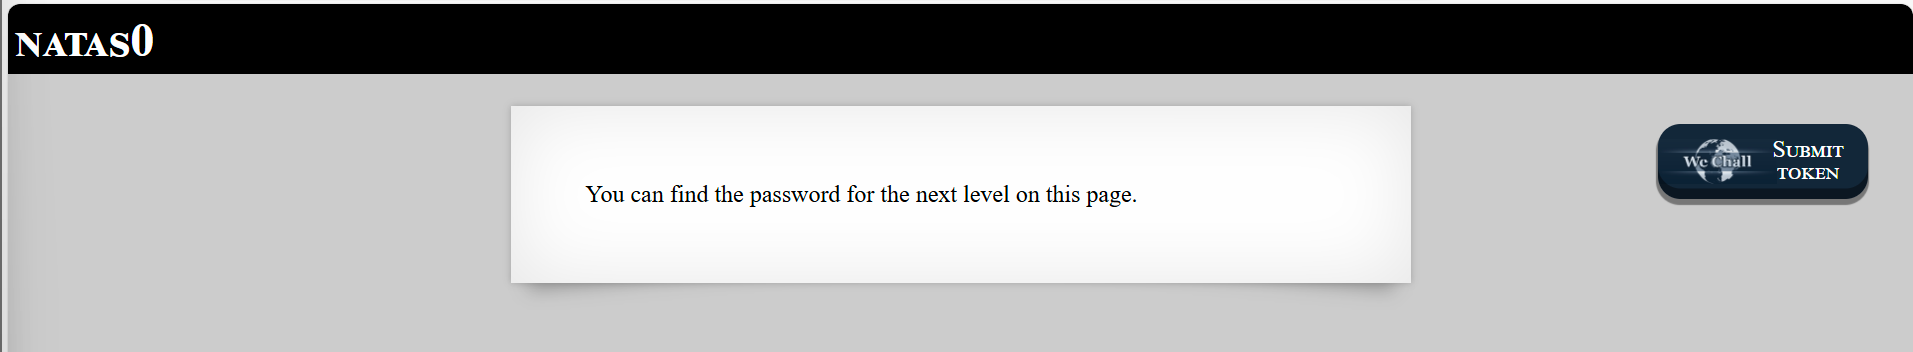 NATAS0
You can find the password for the next level on this page.
We Chall
SUBMIT
TOKEN